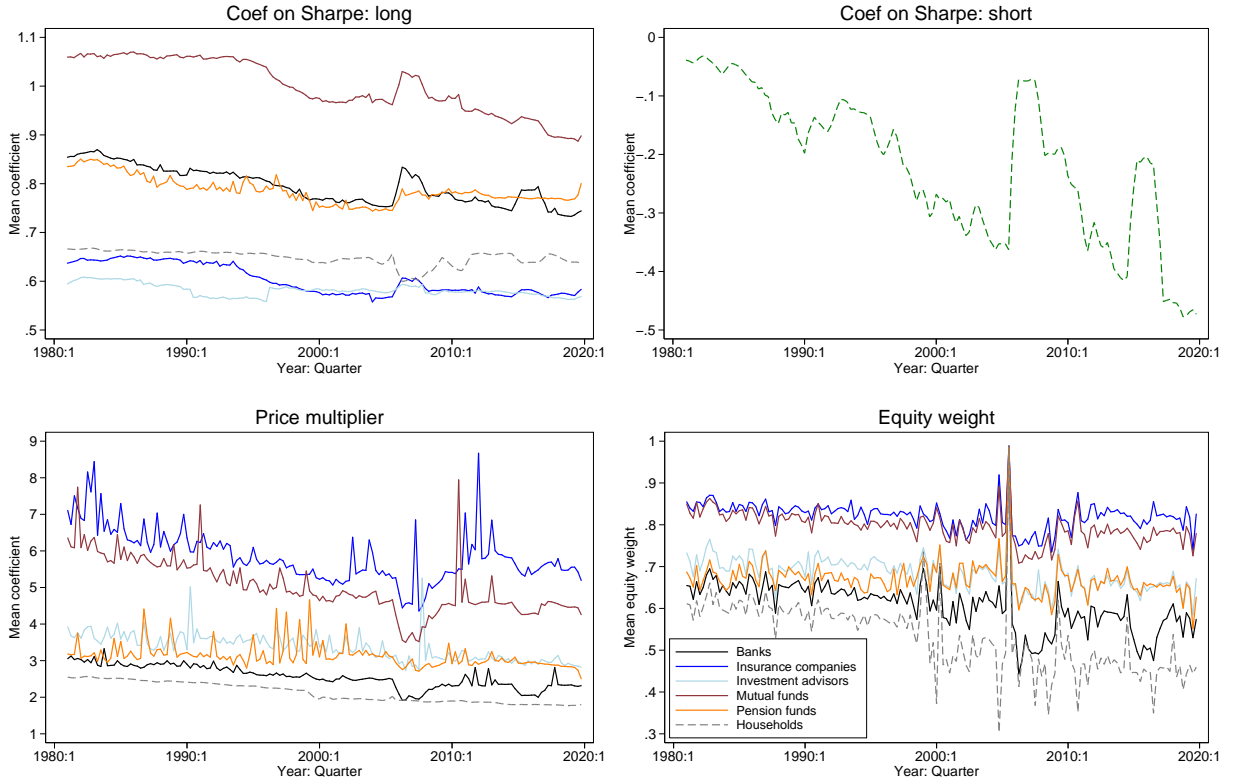 Coef on Sharpe: long
1.1
1
.9
.8
.7
.6
.5
Mean coefficient
1980:1 1990:1 2000:1 2010:1 2020:1
Year: Quarter
Coef on Sharpe: short
0
−.1
−.2
−.3
−.4
−.5
Mean coefficient
1980:1 1990:1 2000:1 2010:1 2020:1
Year: Quarter
Price multiplier
9
8
7
6
5
4
3
2
1
Mean coefficient
1980:1 1990:1 2000:1 2010:1 2020:1
Year: Quarter
Equity weight
1
.9
.8
.7
.6
.5
.4
.3
Mean equity weight
Banks
Insurance companies
Investment advisors
Mutual funds
Pension funds
Households
1980:1 1990:1 2000:1 2010:1 2020:1
Year: Quarter